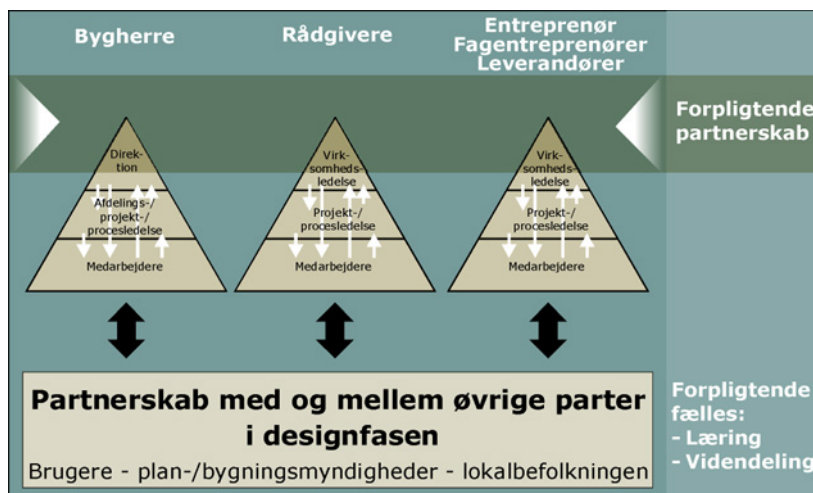 Bygherre
Rådgivere
Entreprenør
Fagentreprenører
Leverandører
Forpligtende
partnerskab
Direk-
tion
Afdelings-/
projekt-/
procesledelse
Medarbejdere
Virk-
somheds-
ledelse
Projekt-/
procesledelse
Medarbejdere
Virk-
somheds-
ledelse
Projekt-/
procesledelse
Medarbejdere
Partnerskab med og mellem øvrige parter
i designfasen
Brugere - plan-/bygningsmyndigheder - lokalbefolkningen
Forpligtende
fælles:
- Læring
- Videndeling